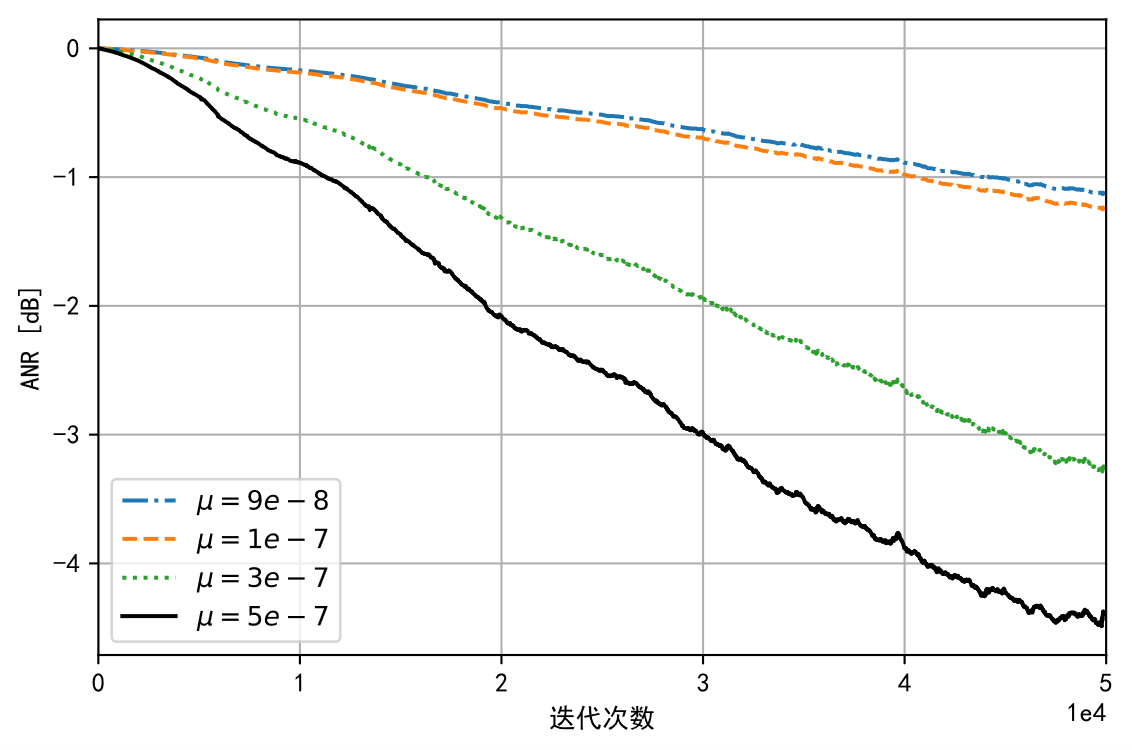 0
−1
−2
−3
−4
ANR [dB]
μ = 9e − 8
μ = 1e − 7
μ = 3e − 7
μ = 5e − 7
0 1 2 3 4 5
1e4
迭代次数